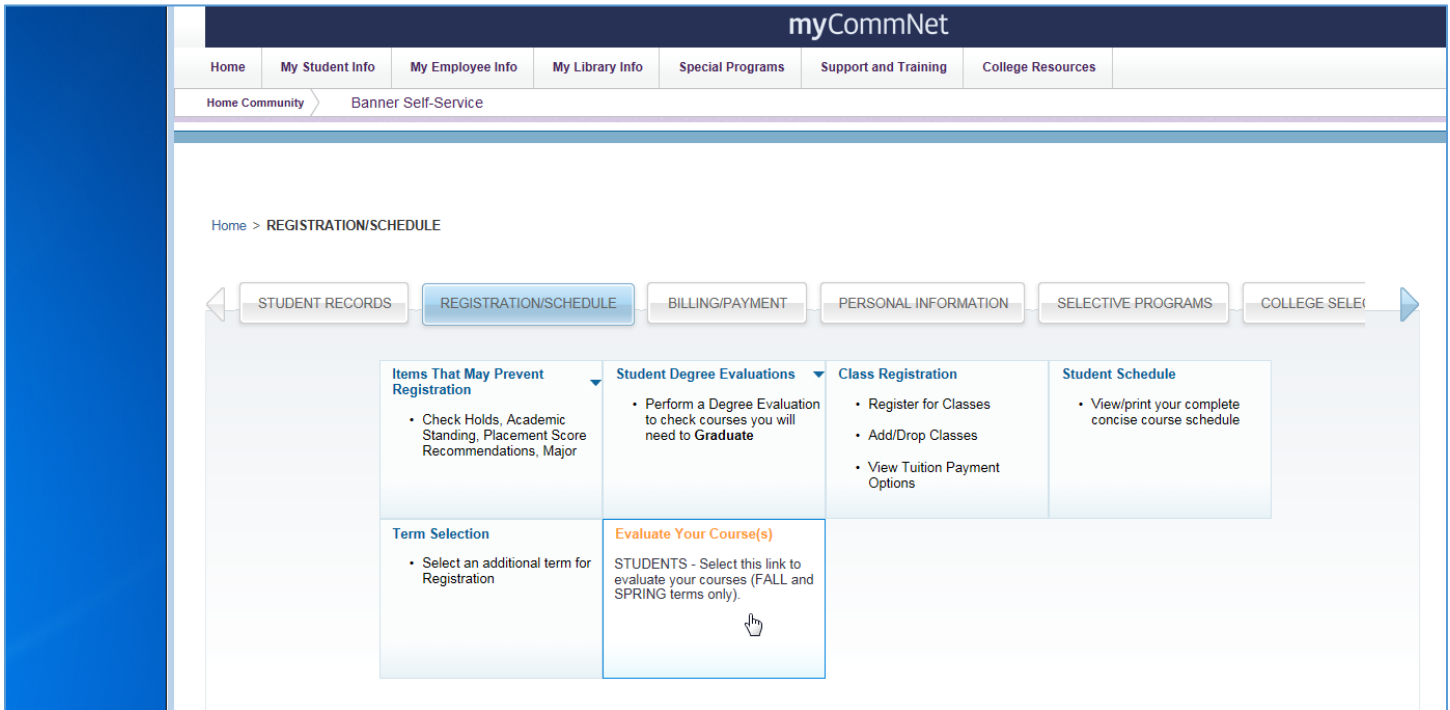 myCommNet
Home My Student Info My Employee Info My Library Info Special Programs Support and Training College Resources
Home Community Banner Self-Service
Home > REGISTRATION/SCHEDULE
STUDENT RECORDS REGISTRATION/SCHEDULE BILLING/PAYMENT PERSONAL INFORMATION SELECTIVE PROGRAMS COLLEGE
Items That May Prevent
Registration
• Check Holds, Academic
Standing, Placement Score
Recommendations, Major
Student Degree Evaluations
• Perform a Degree Evaluation
to check courses you will
need to Graduate
Class Registration
• Register for Classes
• Add/Drop Classes
• View Tuition Payment
Options
Student Schedule
• View/print your complete
concise course schedule
Term Selection
• Select an additional term for
Registration
Evaluate Your Course(s)
STUDENTS - Select this link to
evaluate your courses (FALL and
SPRING terms only).